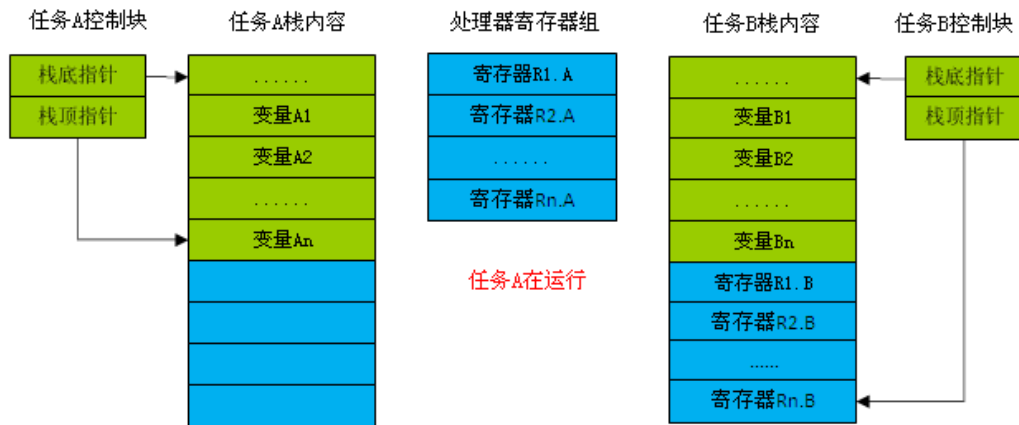 任务A控制块
栈底指针
栈顶指针
任务A栈内容
......
变量A1
变量A2
......
变量An
处理器寄存器组
寄存器R1.A
寄存器R2.A
......
寄存器Rn.A
任务A在运行
任务B栈内容
......
变量B1
变量B2
......
变量Bn
寄存器R1.B
寄存器R2.B
......
寄存器Rn.B
任务B控制块
栈底指针
栈顶指针